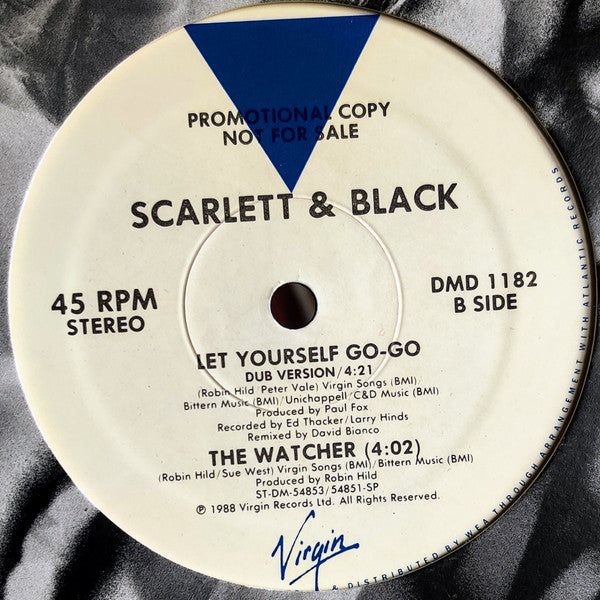 PROMOTIONAL COPY
NOT FOR SALE
SCARLETT & BLACK
45 RPM
STEREO
DMD 1182
B SIDE
LET YOURSELF GO-GO
DUB VERSION/4:21
(Robin Hild/Peter Vale) Virgin Songs (BMI)
Bittern Music (BMI)/Unichappell/C&D Music (BMI)
Produced by Paul Fox
Recorded by Ed Thacker/Larry Hinds
Remixed by David Bianco
THE WATCHER (4:02)
(Robin Hild/Sue West) Virgin Songs (BMI)/Bittern Music (BMI)
Produced by Robin Hild
ST-DM-54853/54851-SP
℗ 1988 Virgin Records Ltd. All Rights Reserved.
Virgin
& DISTRIBUTED BY WEA THROUGH ARRANGEMENT WITH ATLANTIC RECORDS